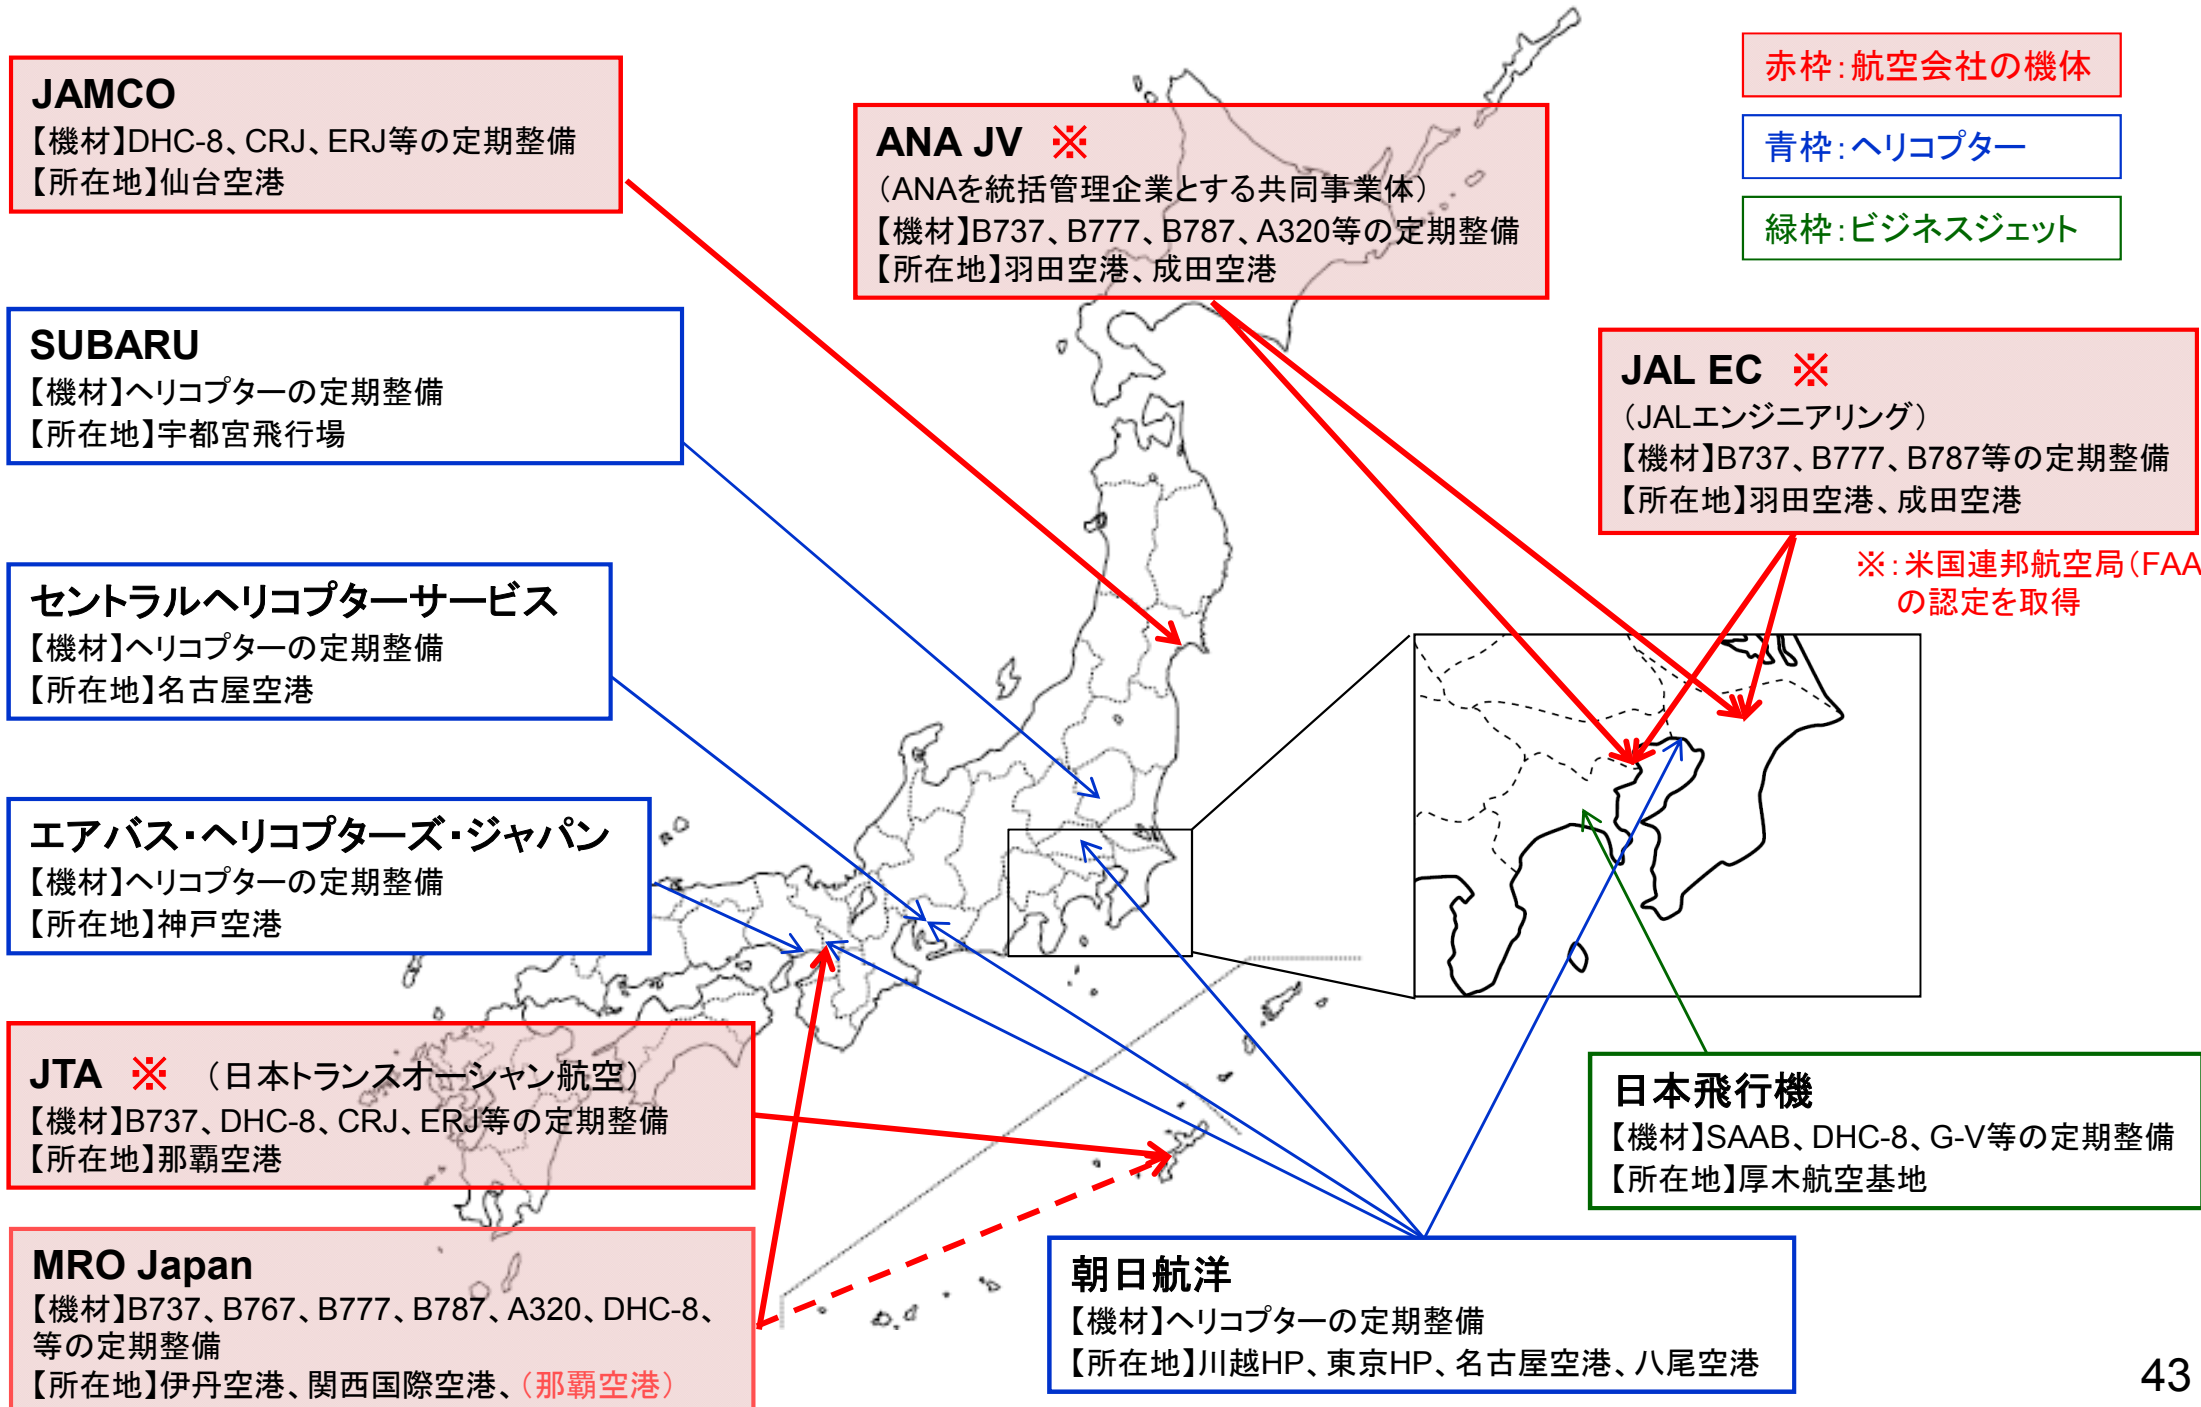 JAMCO
【機材】DHC-8、CRJ、ERJ等の定期整備
【所在地】仙台空港
ANA JV ※
（ANAを統括管理企業とする共同事業体）
【機材】B737、B777、B787、A320等の定期整備
【所在地】羽田空港、成田空港
赤枠：航空会社の機体
青枠：ヘリコプター
緑枠：ビジネスジェット
SUBARU
【機材】ヘリコプターの定期整備
【所在地】宇都宮飛行場
JAL EC ※
（JALエンジニアリング）
【機材】B737、B777、B787等の定期整備
【所在地】羽田空港、成田空港
※：米国連邦航空局（FAA
の認定を取得
セントラルヘリコプターサービス
【機材】ヘリコプターの定期整備
【所在地】名古屋空港
エアバス・ヘリコプターズ・ジャパン
【機材】ヘリコプターの定期整備
【所在地】神戸空港
JTA ※ （日本トランスオーシャン航空）
【機材】B737、DHC-8、CRJ、ERJ等の定期整備
【所在地】那覇空港
日本飛行機
【機材】SAAB、DHC-8、G-V等の定期整備
【所在地】厚木航空基地
MRO Japan
【機材】B737、B767、B777、B787、A320、DHC-8、
等の定期整備
【所在地】伊丹空港、関西国際空港、（那覇空港）
朝日航洋
【機材】ヘリコプターの定期整備
【所在地】川越HP、東京HP、名古屋空港、八尾空港
43